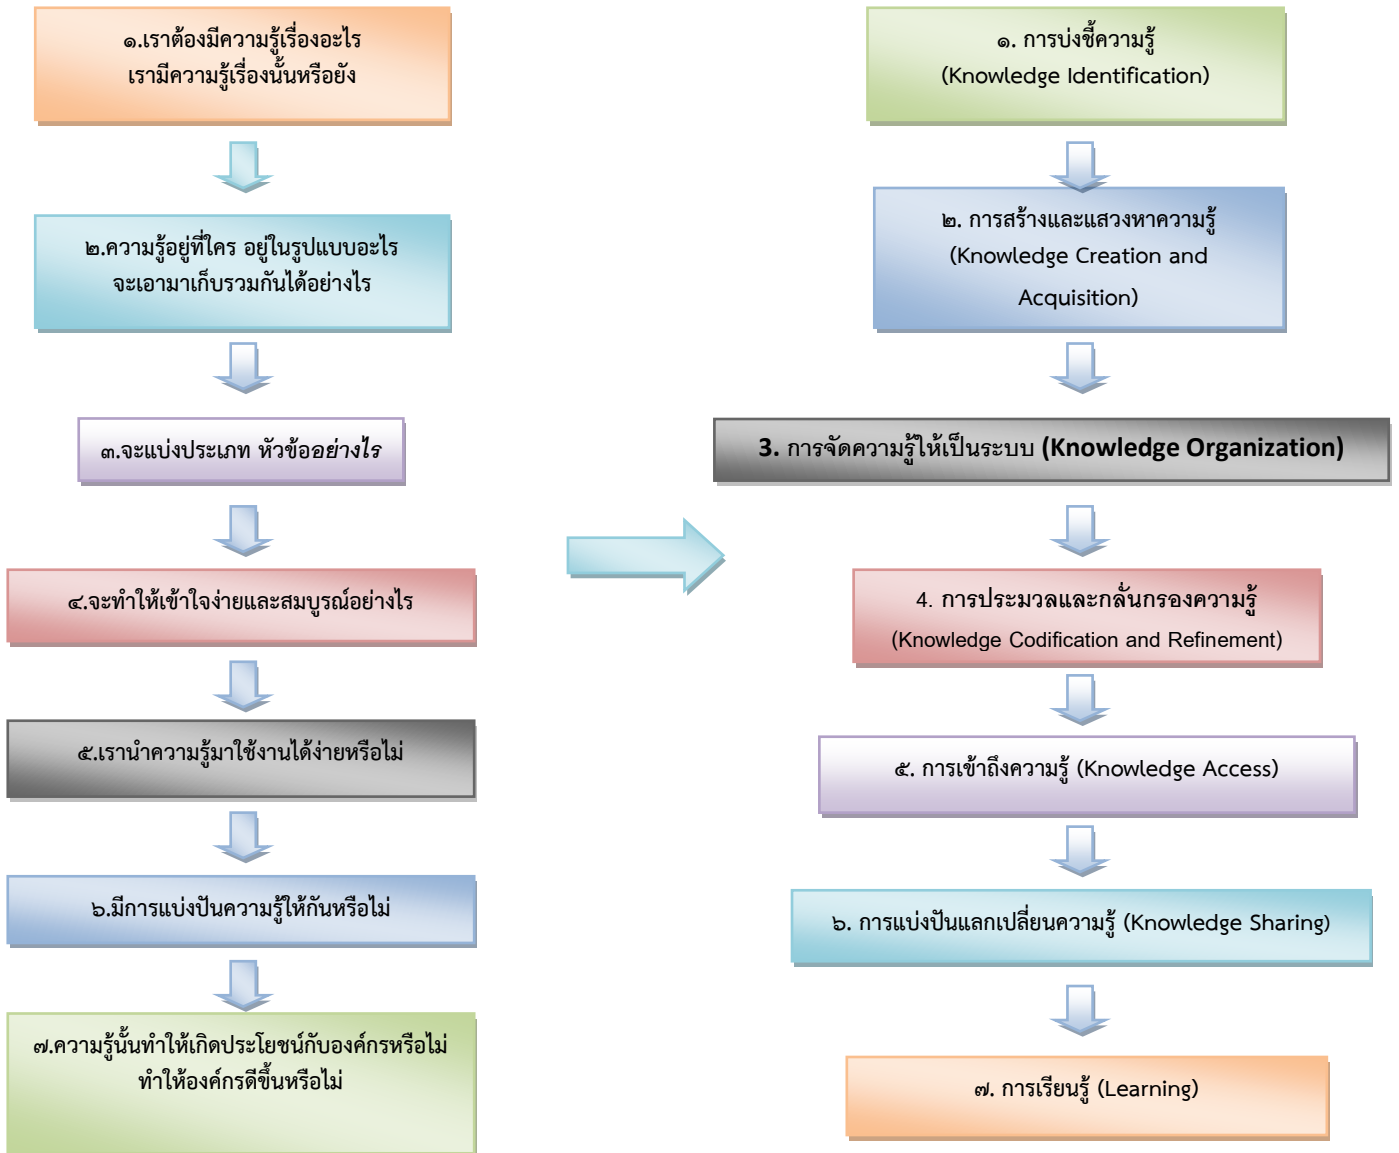 ๑.เราต้องมีความรู้เรื่องอะไร
เรามีความรู้เรื่องนั้นหรือยัง
๒.ความรู้อยู่ที่ใคร อยู่ในรูปแบบอะไร
จะเอามาเก็บรวมกันได้อย่างไร
๓.จะแบ่งประเภท หัวข้ออย่างไร
๔.จะทำให้เข้าใจง่ายและสมบูรณ์อย่างไร
๕.เรานำความรู้มาใช้งานได้ง่ายหรือไม่
๖.มีการแบ่งปันความรู้ให้กันหรือไม่
๗.ความรู้นั้นทำให้เกิดประโยชน์กับองค์กรหรือไม่
ทำให้องค์กรดีขึ้นหรือไม่
๑. การบ่งชี้ความรู้
(Knowledge Identification)
๒. การสร้างและแสวงหาความรู้
(Knowledge Creation and
Acquisition)
3. การจัดความรู้ให้เป็นระบบ (Knowledge Organization)
4. การประมวลและกลั่นกรองความรู้
(Knowledge Codification and Refinement)
๕. การเข้าถึงความรู้ (Knowledge Access)
๖. การแบ่งปันแลกเปลี่ยนความรู้ (Knowledge Sharing)
๗. การเรียนรู้ (Learning)